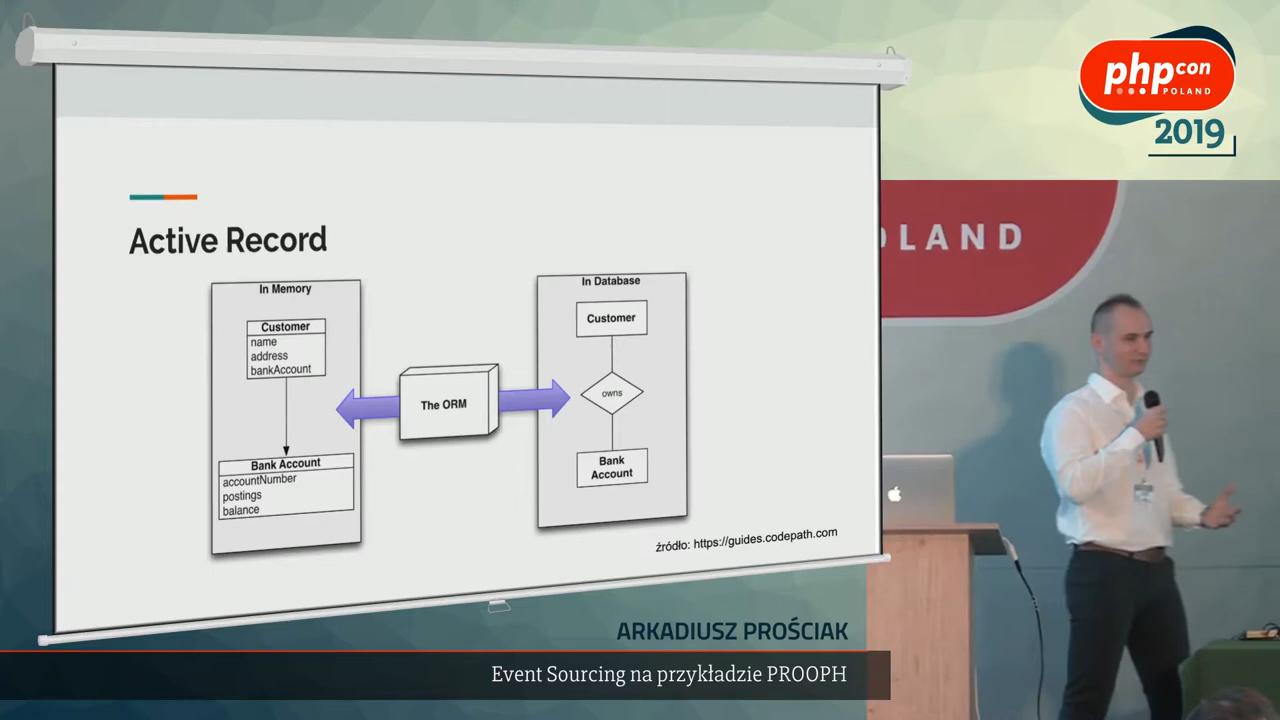 php con
POLAND
2019
OLAND
Active Record
In Memory
Customer
name
address
bankAccount
Bank Account
accountNumber
postings
balance
The ORM
In Database
Customer
owns
Bank
Account
źródło: https://guides.codepath.com
ARKADIUSZ PROŚCIAK
Event Sourcing na przykładzie PROOPH